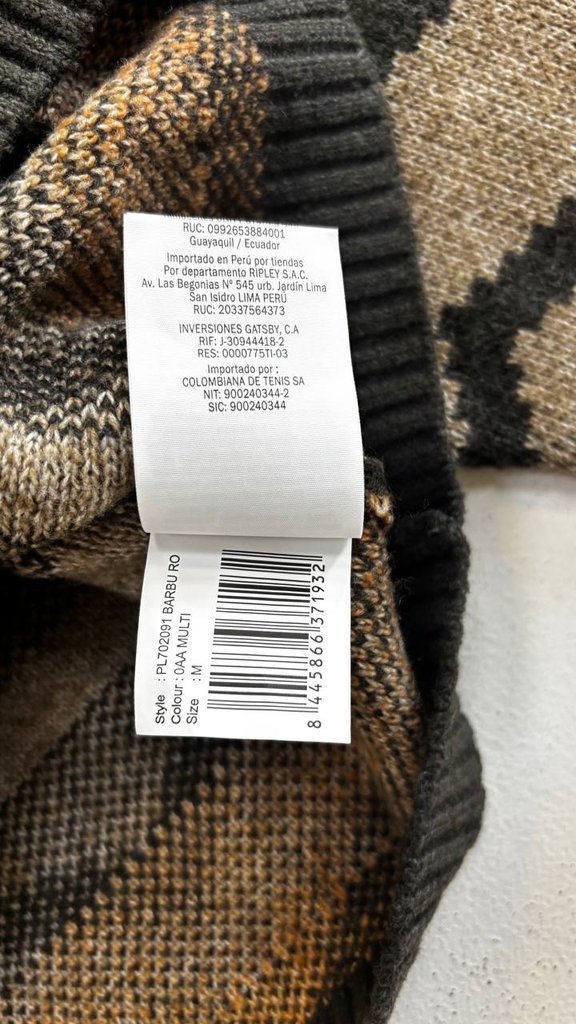 RUC: 0992653884001
Guayaquil / Ecuador
Importado en Perú por tiendas
Por departamento RIPLEY S.A.C.
Av. Las Begonias Nº 545 urb. Jardín Lima
San Isidro LIMA PERÚ
RUC: 20337564373
INVERSIONES GATSBY, C.A
RIF: J-30944418-2
RES: 0000775TI-03
Importado por :
COLOMBIANA DE TENIS SA
NIT: 900240344-2
SIC: 900240344
Style : PL702091 BARBU RO
Colour : 0AA MULTI
Size : M
8 445866 371932